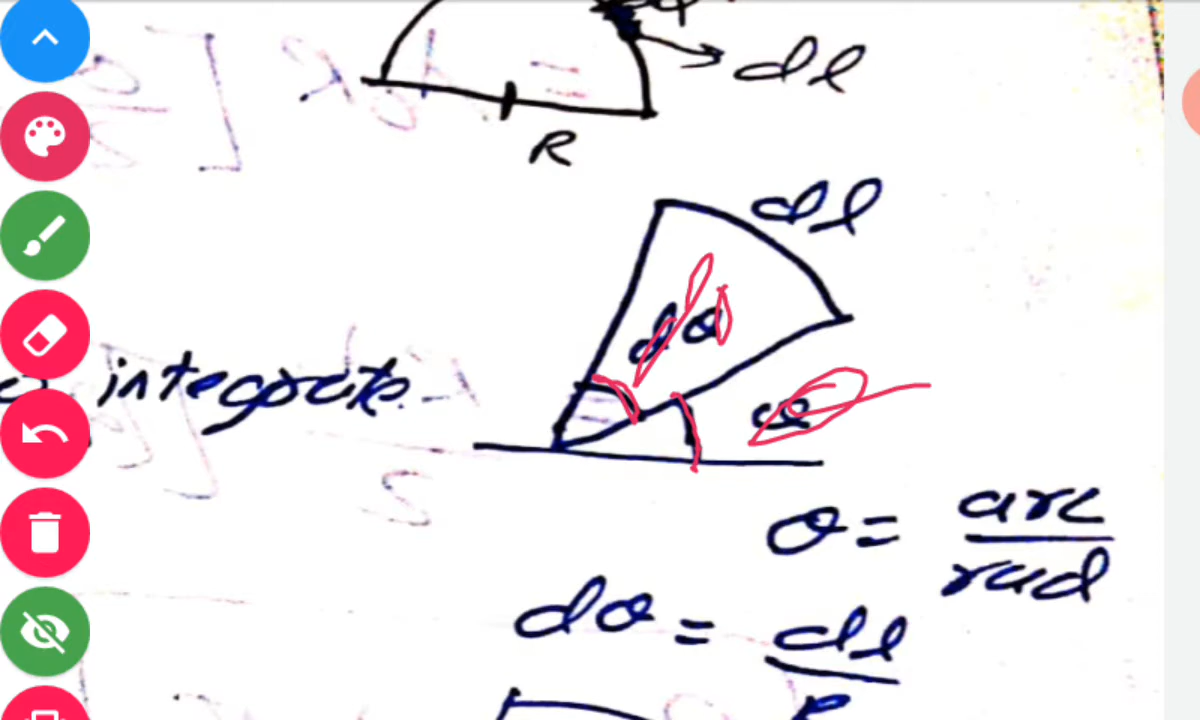 dl
R
dl
dθ
θ
integrate.
θ = arc/rad
dθ = dl/R